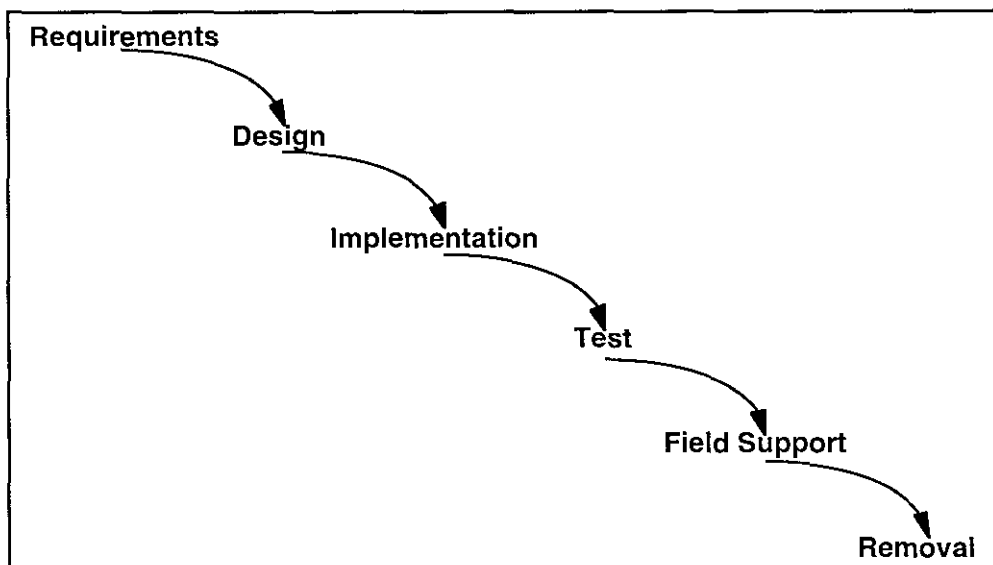 Requirements
Design
Implementation
Test
Field Support
Removal